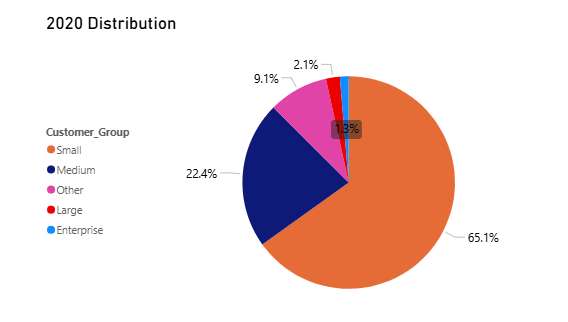 2020 Distribution
2.1%
9.1%
1.3%
Customer_Group
Small
Medium
22.4%
Other
Large
Enterprise
65.1%